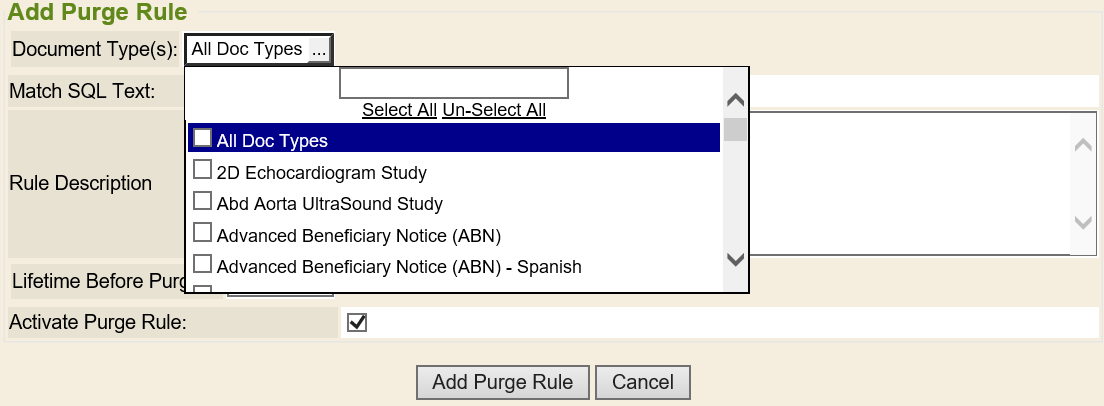 Add Purge Rule
Document Type(s): All Doc Types ...
Match SQL Text:
Select All Un-Select All
All Doc Types
2D Echocardiogram Study
Abd Aorta UltraSound Study
Rule Description
Advanced Beneficiary Notice (ABN)
Advanced Beneficiary Notice (ABN) - Spanish
Lifetime Before Purg
Activate Purge Rule:
Add Purge Rule Cancel